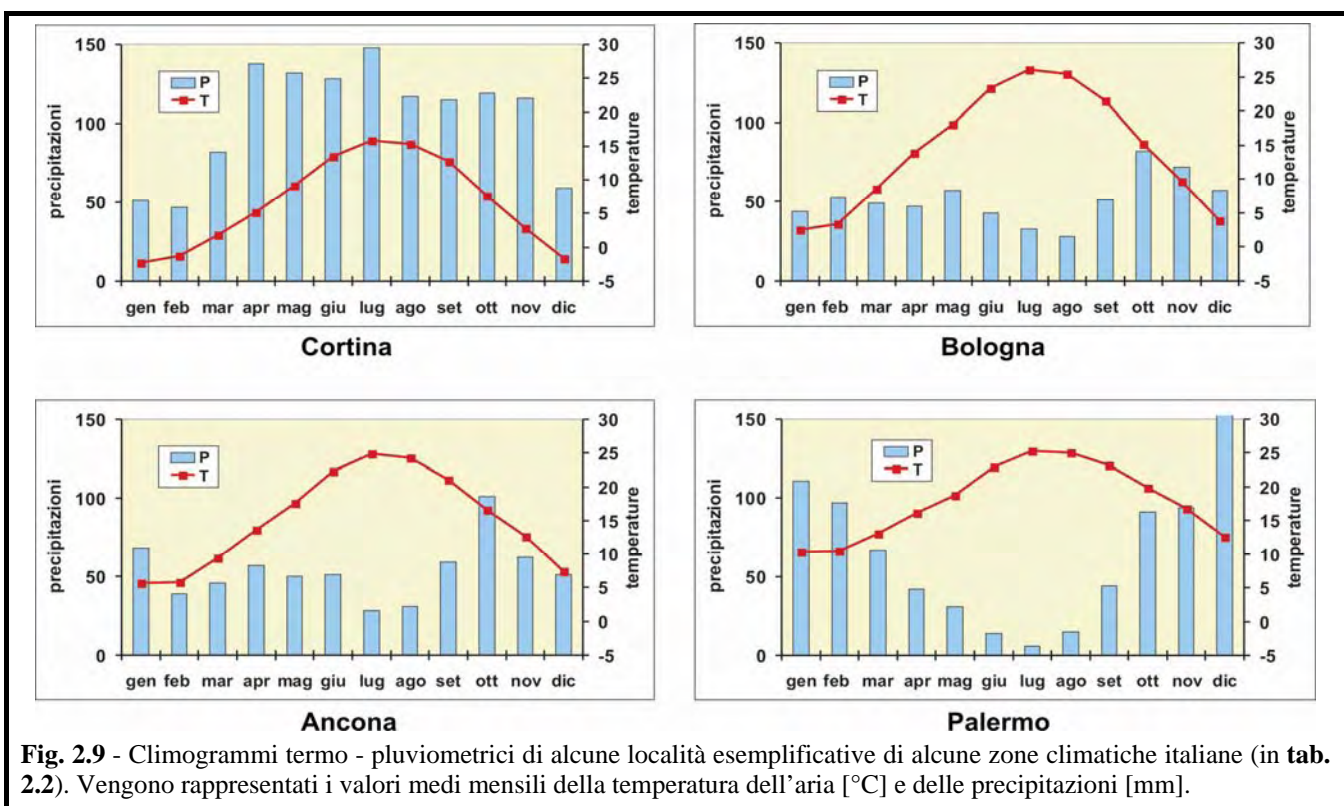 150
100
50
0
precipitazioni
P
T
30
25
20
15
10
5
0
-5
temperature
gen feb mar apr mag giu lug ago set ott nov dic
Cortina
150
100
50
0
precipitazioni
P
T
30
25
20
15
10
5
0
-5
temperature
gen feb mar apr mag giu lug ago set ott nov dic
Bologna
150
100
50
0
precipitazioni
P
T
30
25
20
15
10
5
0
-5
temperature
gen feb mar apr mag giu lug ago set ott nov dic
Ancona
150
100
50
0
precipitazioni
P
T
30
25
20
15
10
5
0
-5
temperature
gen feb mar apr mag giu lug ago set ott nov dic
Palermo
Fig. 2.9 - Climogrammi termo - pluviometrici di alcune località esemplificative di alcune zone climatiche italiane (in tab.
2.2). Vengono rappresentati i valori medi mensili della temperatura dell’aria [°C] e delle precipitazioni [mm].